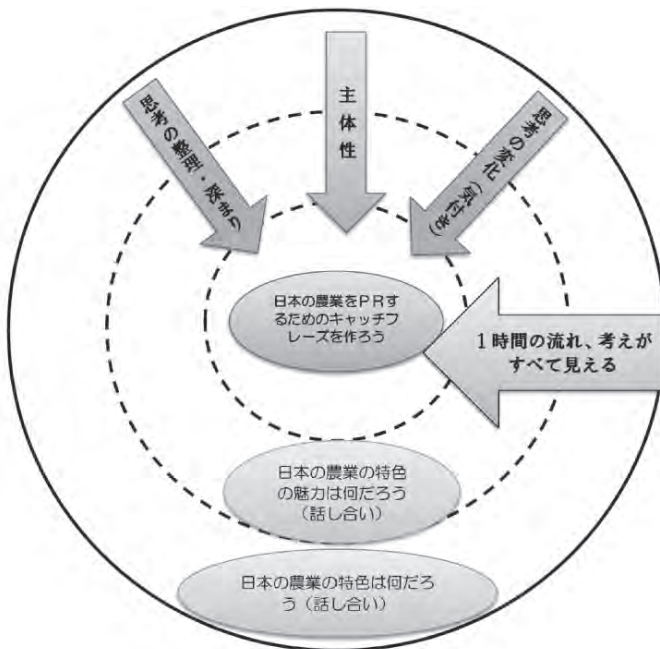 思考の整理・深まり
主体性
思考の変化(気付き)
日本の農業をPRす
るためのキャッチフ
レーズを作ろう
1時間の流れ、考えが
すべて見える
日本の農業の特色
の魅力は何だろう
(話し合い)
日本の農業の特色は何だろ
う(話し合い)